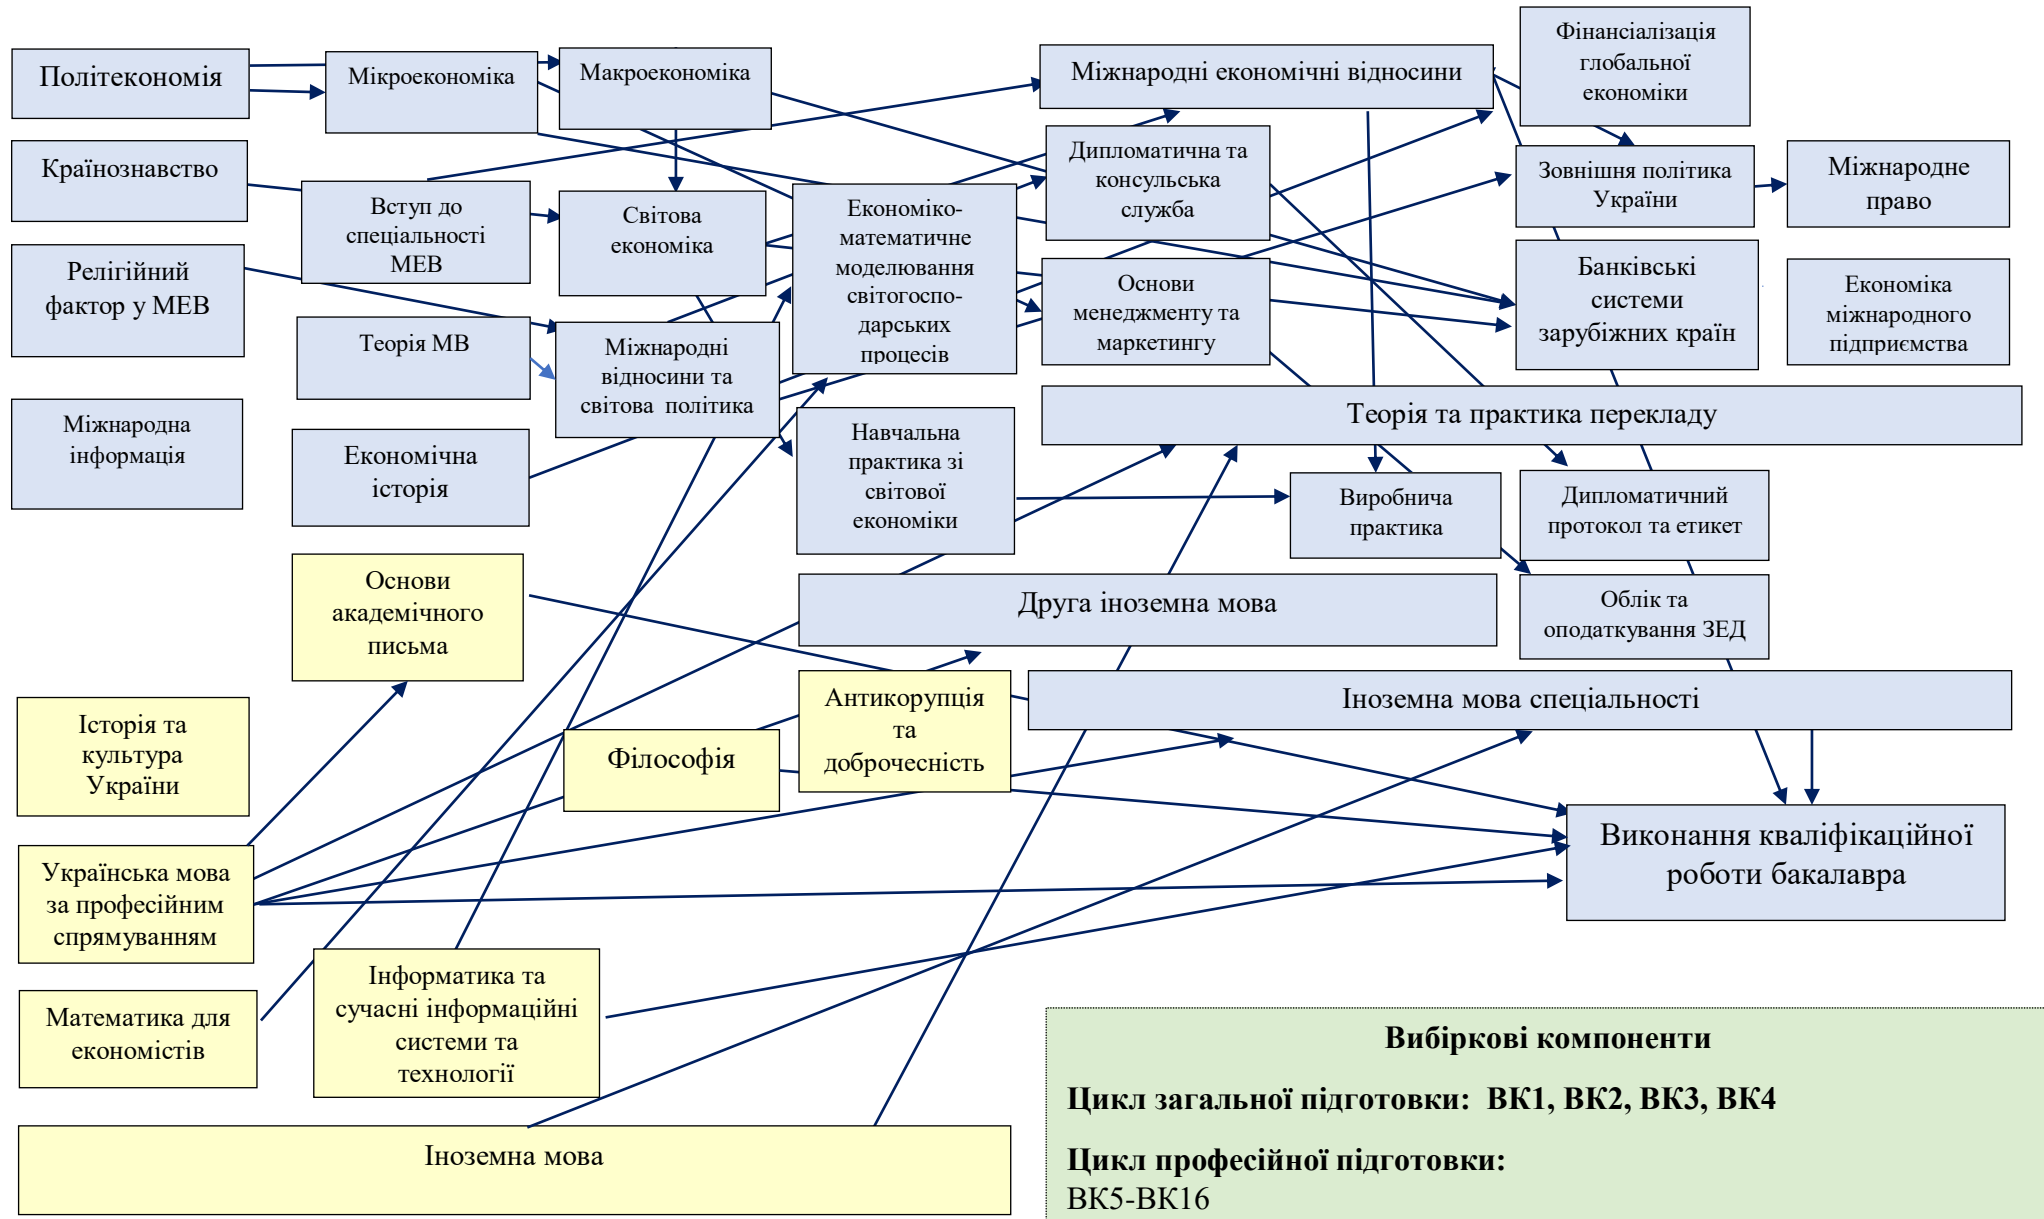 Політекономія
Мікроекономіка
Макроекономіка
Міжнародні економічні відносини
Фінансіалізація
глобальної
економіки
Країнознавство
Вступ до
спеціальності
МЕВ
Світова
економіка
Економіко-
математичне
моделювання
світогоспо-
дарських
процесів
Дипломатична та
консульська
служба
Зовнішня політика
України
Міжнародне
право
Релігійний
фактор у МЕВ
Теорія МВ
Міжнародні
відносини та
світова політика
Основи
менеджменту та
маркетингу
Банківські
системи
зарубіжних країн
Економіка
міжнародного
підприємства
Міжнародна
інформація
Економічна
історія
Навчальна
практика зі
світової
економіки
Теорія та практика перекладу
Виробнича
практика
Дипломатичний
протокол та етикет
Основи
академічного
письма
Друга іноземна мова
Облік та
оподаткування ЗЕД
Історія та
культура
України
Філософія
Антикорупція
та
доброчесність
Іноземна мова спеціальності
Українська мова
за професійним
спрямуванням
Виконання кваліфікаційної
роботи бакалавра
Математика для
економістів
Інформатика та
сучасні інформаційні
системи та
технології
Іноземна мова
Вибіркові компоненти
Цикл загальної підготовки: ВК1, ВК2, ВК3, ВК4
Цикл професійної підготовки:
ВК5-ВК16